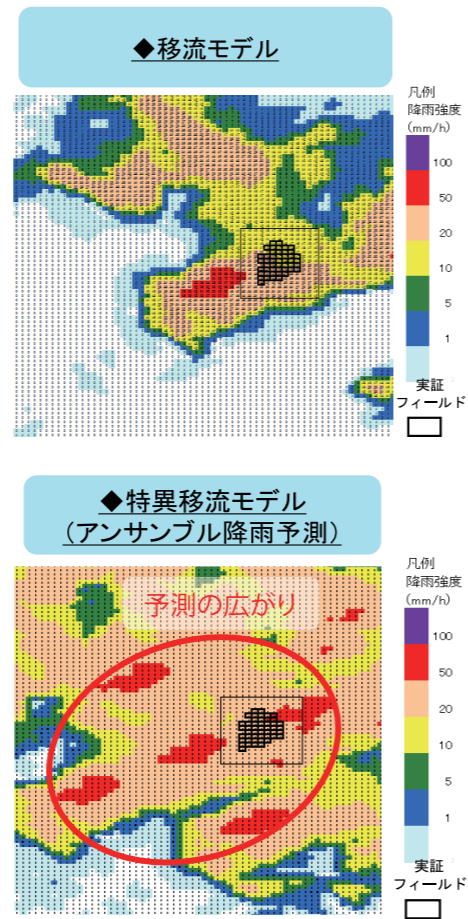 ◆移流モデル
凡例
降雨強度
(mm/h)
100
50
20
10
5
1
実証
フィールド
◆特異移流モデル
(アンサンブル降雨予測)
予測の広がり
凡例
降雨強度
(mm/h)
100
50
20
10
5
1
実証
フィールド